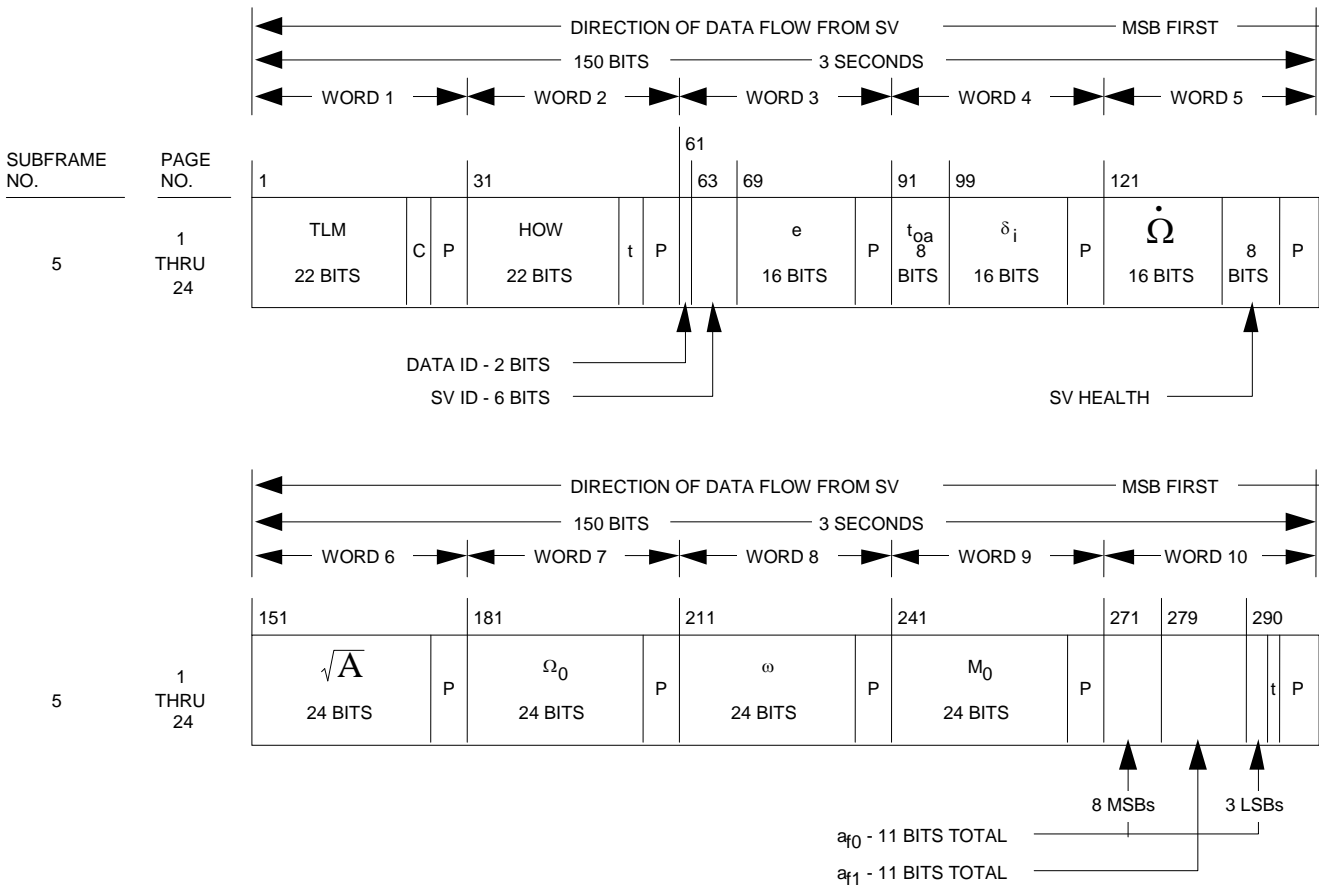 DIRECTION OF DATA FLOW FROM SV MSB FIRST
150 BITS 3 SECONDS
WORD 1 WORD 2 WORD 3 WORD 4 WORD 5
61
SUBFRAME NO. PAGE NO.
1 31 63 69 91 99 121
5
1 THRU 24
TLM 22 BITS
C
P
HOW 22 BITS
t
P
e 16 BITS
P
t_oa 8 BITS
δ_i 16 BITS
P
Ω̇ 16 BITS
8 BITS
P
DATA ID - 2 BITS
SV ID - 6 BITS
SV HEALTH
DIRECTION OF DATA FLOW FROM SV MSB FIRST
150 BITS 3 SECONDS
WORD 6 WORD 7 WORD 8 WORD 9 WORD 10
151 181 211 241 271 279 290
5
1 THRU 24
√A 24 BITS
P
Ω_0 24 BITS
P
ω 24 BITS
P
M_0 24 BITS
P
t
P
8 MSBs 3 LSBs
a_f0 - 11 BITS TOTAL
a_f1 - 11 BITS TOTAL